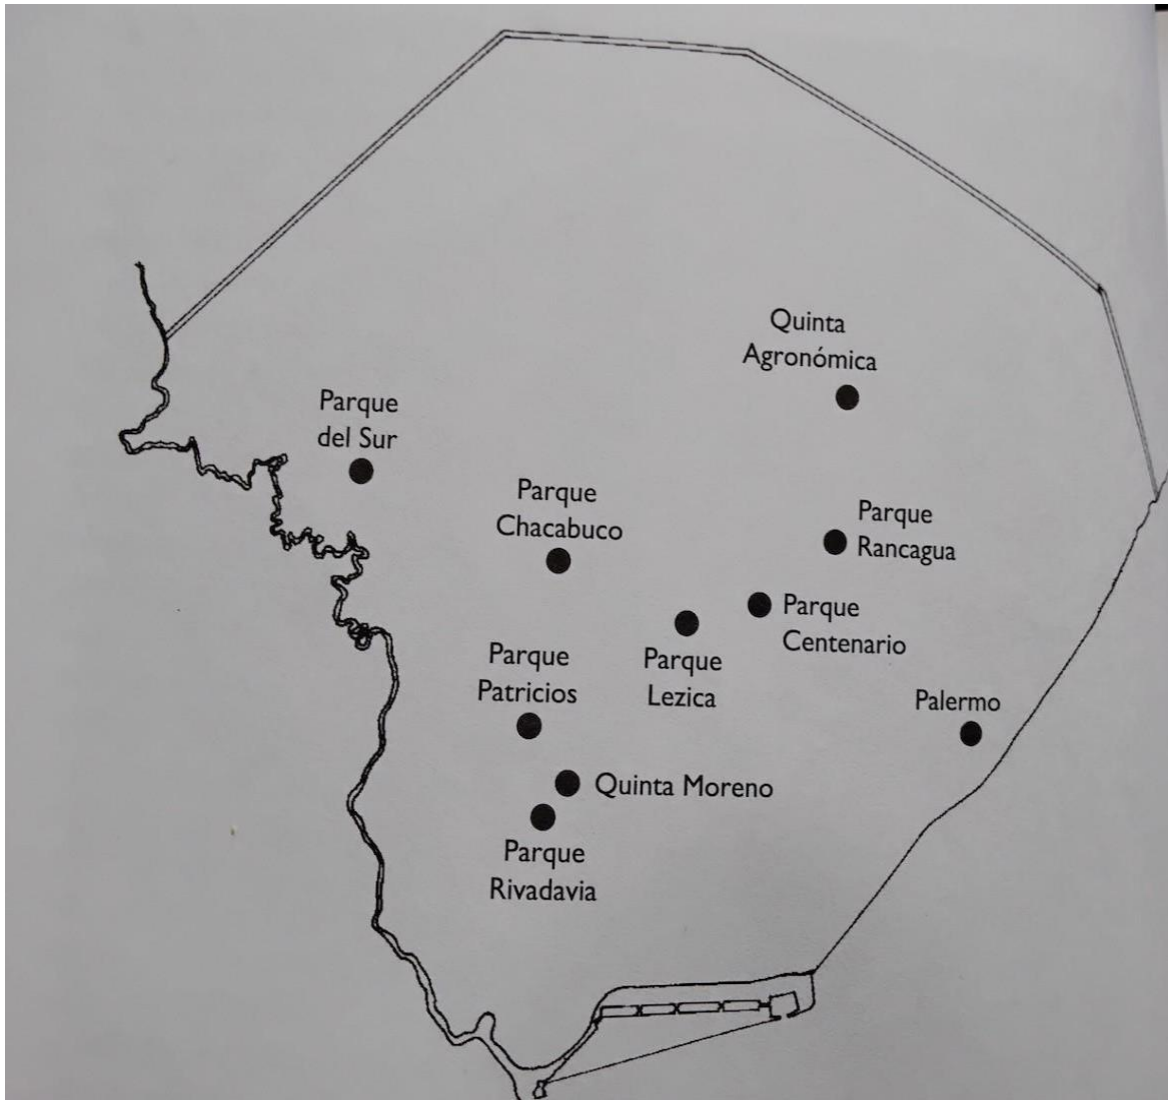 Quinta
Agronómica
Parque
del Sur
Parque
Chacabuco
Parque
Rancagua
Parque
Centenario
Parque
Lezica
Parque
Patricios
Palermo
Quinta Moreno
Parque
Rivadavia